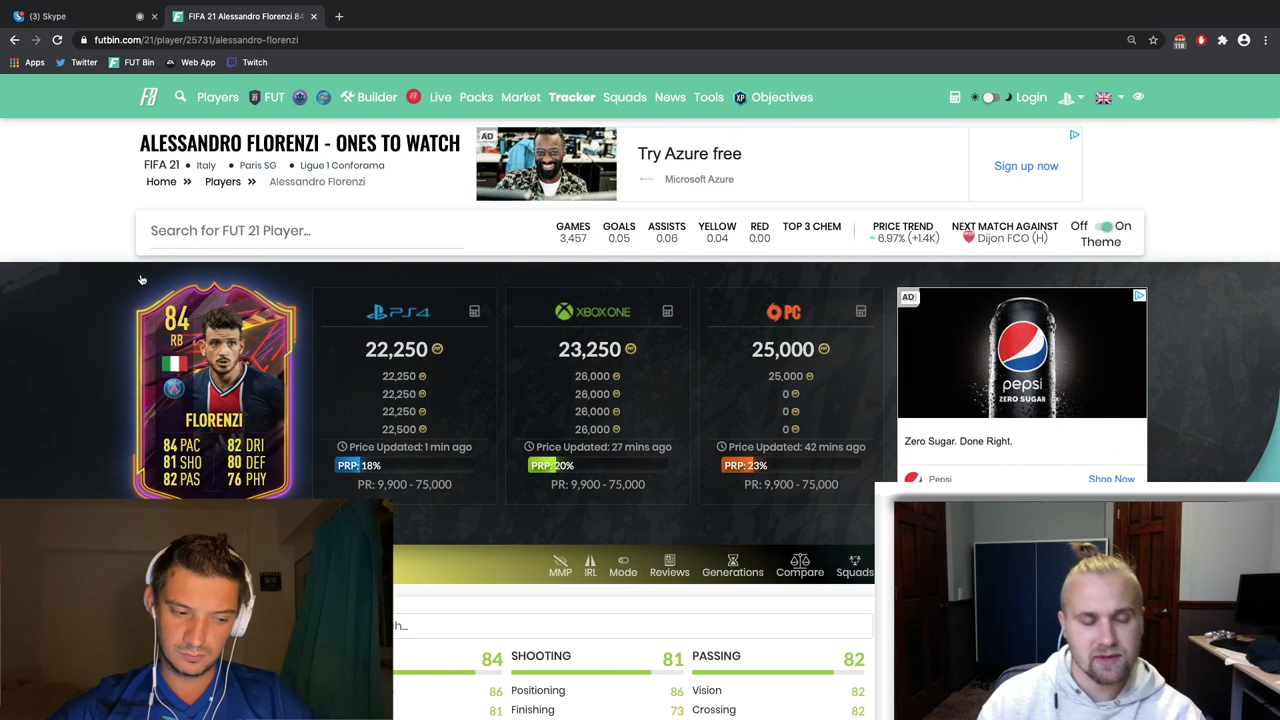 (3) Skype
FIFA 21 Alessandro Florenzi 84
futbin.com/21/player/25731/alessandro-florenzi
118
Apps Twitter FUT Bin Web App Twitch
Players FUT Builder Live Packs Market Tracker Squads News Tools XP Objectives Login
ALESSANDRO FLORENZI - ONES TO WATCH
FIFA 21 • Italy • Paris SG • Ligue 1 Conforama
Home » Players » Alessandro Florenzi
AD
Try Azure free
Microsoft Azure
Sign up now
Search for FUT 21 Player...
GAMES GOALS ASSISTS YELLOW RED TOP 3 CHEM PRICE TREND NEXT MATCH AGAINST Off On
3,457 0.05 0.06 0.04 0.00 6.97% (+1.4K) Dijon FCO (H) Theme
84
RB
FLORENZI
84 PAC 82 DRI
81 SHO 80 DEF
82 PAS 76 PHY
PS4
22,250
22,250
22,250
22,250
22,500
Price Updated: 1 min ago
PRP: 18%
PR: 9,900 - 75,000
XBOX ONE
23,250
26,000
26,000
26,000
26,000
Price Updated: 27 mins ago
PRP: 20%
PR: 9,900 - 75,000
PC
25,000
25,000
0
0
0
Price Updated: 42 mins ago
PRP: 23%
PR: 9,900 - 75,000
AD
pepsi
ZERO SUGAR
Zero Sugar. Done Right.
Pepsi
Shop Now
MMP IRL Mode Reviews Generations Compare Squads
ch...
84 SHOOTING 81 PASSING 82
86 Positioning 86 Vision 82
81 Finishing 73 Crossing 82